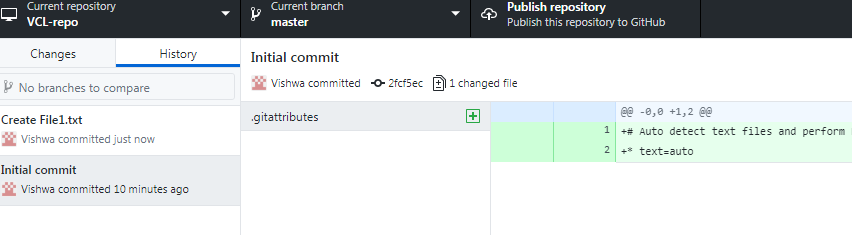 Current repository
VCL-repo
Current branch
master
Publish repository
Publish this repository to GitHub
Changes
History
No branches to compare
Create File1.txt
Vishwa committed just now
Initial commit
Vishwa committed 10 minutes ago
Initial commit
Vishwa committed 2fcf5ec 1 changed file
.gitattributes
@@ -0,0 +1,2 @@
1 +# Auto detect text files and perform
2 +* text=auto